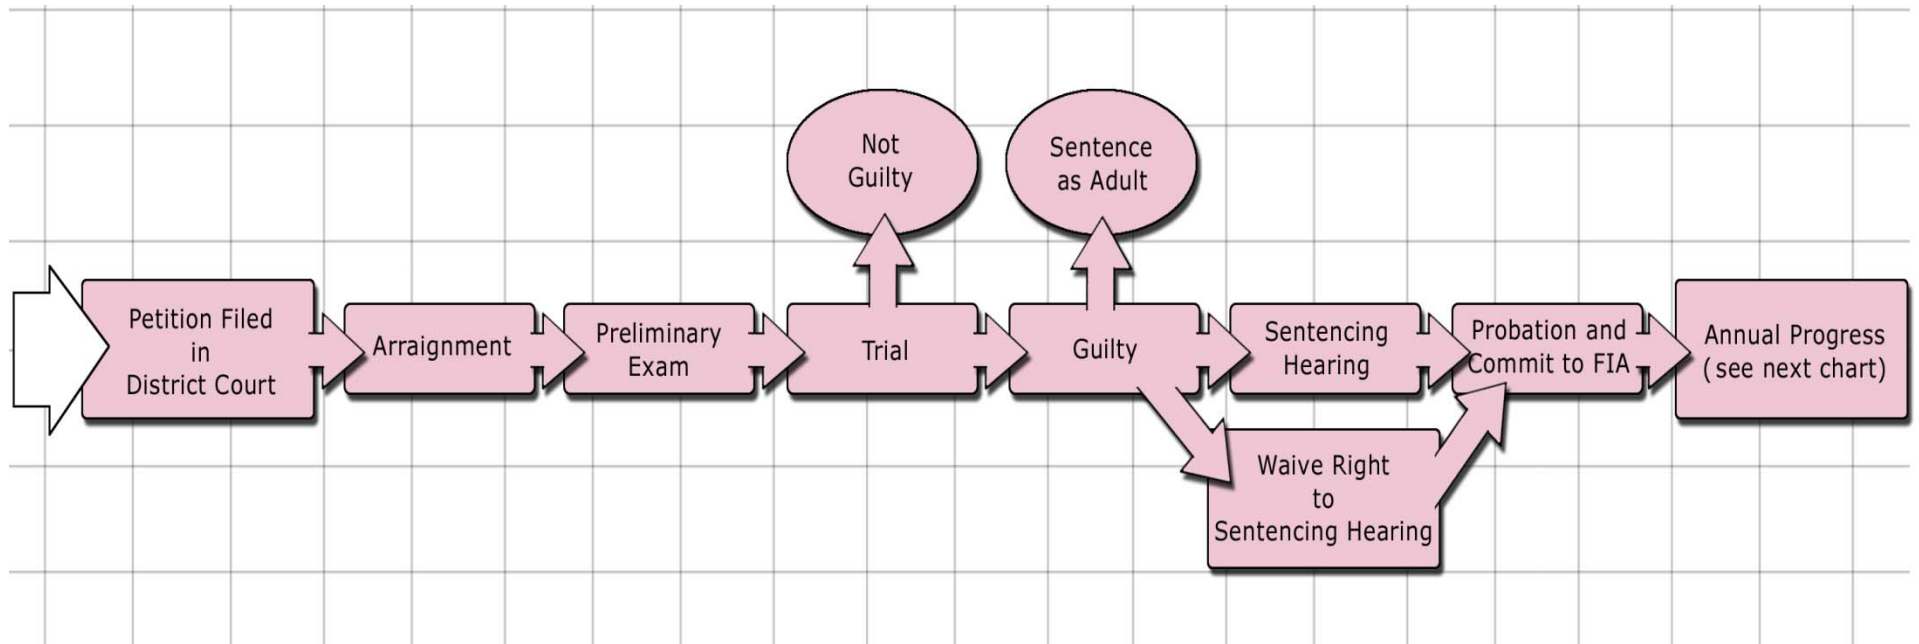 Not
Guilty
Sentence
as Adult
Petition Filed
in
District Court
Arraignment
Preliminary
Exam
Trial
Guilty
Sentencing
Hearing
Probation and
Commit to FIA
Annual Progress
( see next chart)
Waive Right
to
Sentencing Hearing